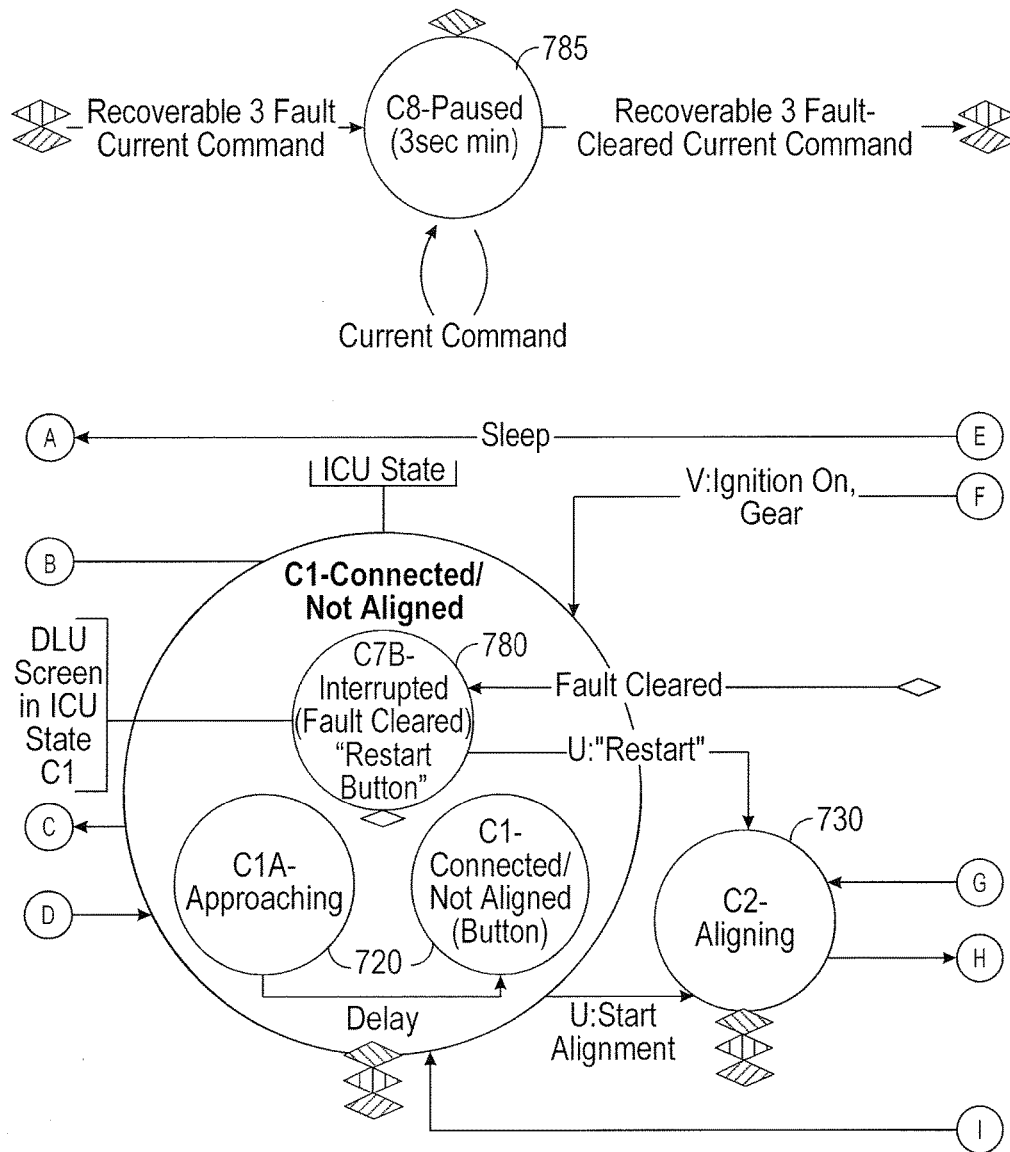 785
C8-Paused
(3sec min)
Recoverable 3 Fault
Current Command
Recoverable 3 Fault-
Cleared Current Command
Current Command
A
Sleep
E
ICU State
V:Ignition On,
Gear
F
B
C1-Connected/
Not Aligned
DLU
Screen
in ICU
State
C1
C7B-
Interrupted
(Fault Cleared)
“Restart
Button”
780
Fault Cleared
U:"Restart"
C
C1A-
Approaching
C1-
Connected/
Not Aligned
(Button)
730
C2-
Aligning
G
D
720
H
Delay
U:Start
Alignment
I